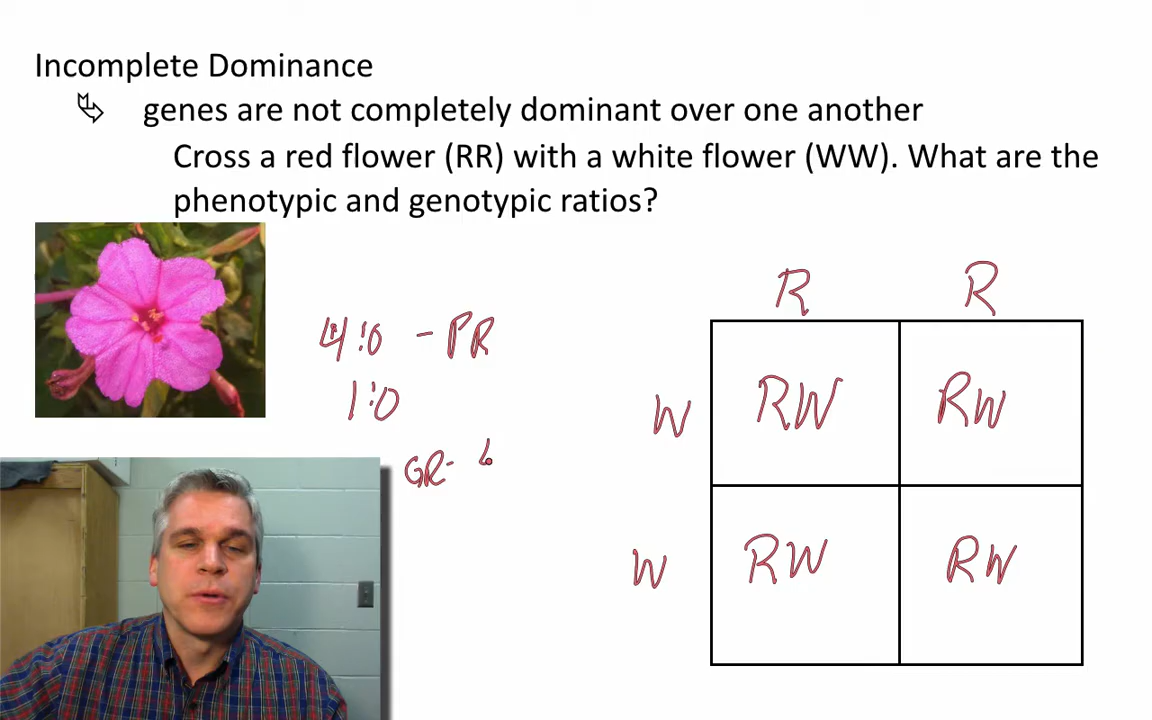 Incomplete Dominance
genes are not completely dominant over one another
Cross a red flower (RR) with a white flower (WW). What are the
phenotypic and genotypic ratios?
R R
4:0 - PR
1:0
W RW RW
GR-
W RW RW